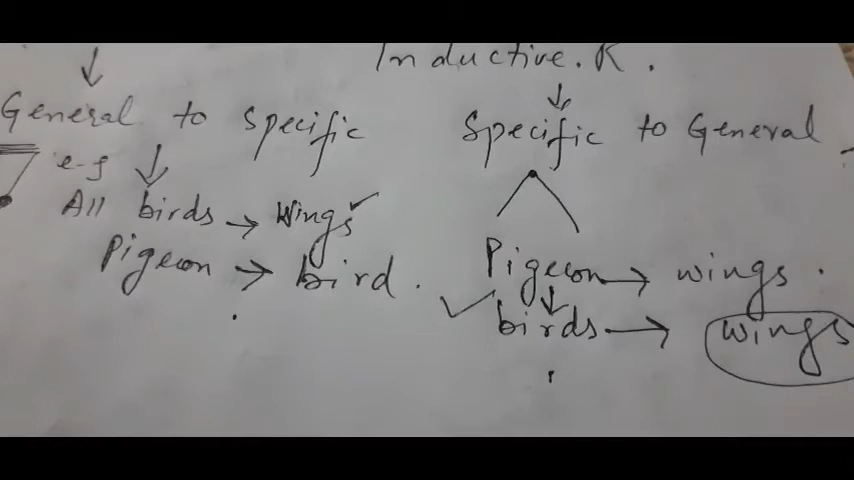 Inductive. R.
General to specific
e-g
All birds → Wings
Pigeon → bird.
Specific to General
Pigeon → wings.
birds → wings